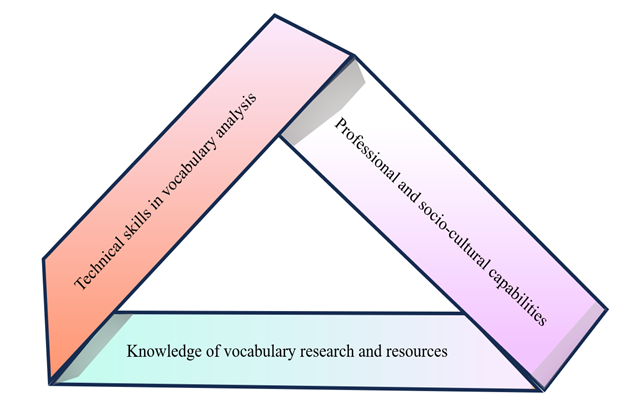 Technical skills in vocabulary analysis
Professional and socio-cultural capabilities
Knowledge of vocabulary research and resources